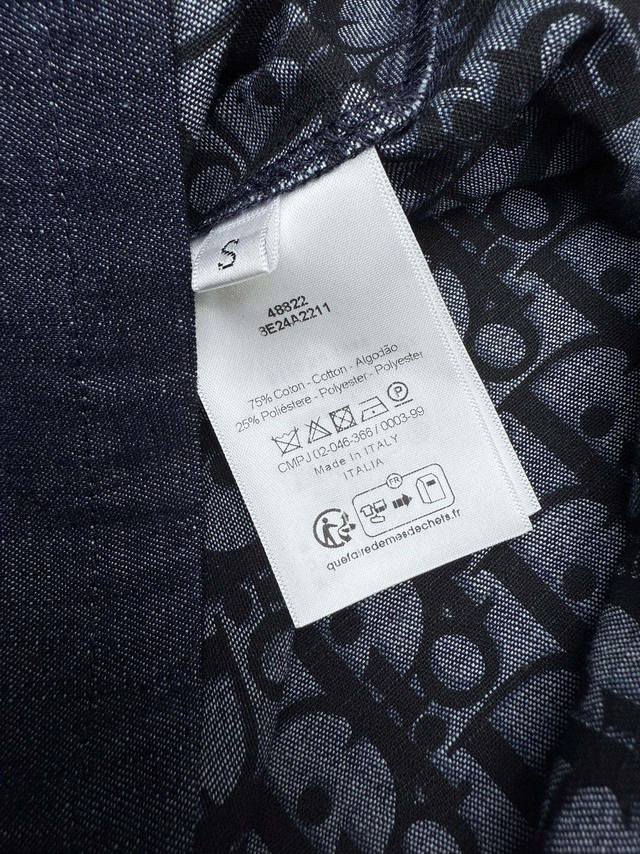 S
48822
3E24A2211
75% Coton - Cotton - Algodão
25% Poliéstere - Polyester - Polyester
P
CMPJ 02-046-366 / 0003-99
Made in ITALY
ITALIA
FR
quefairedemesdechets.fr